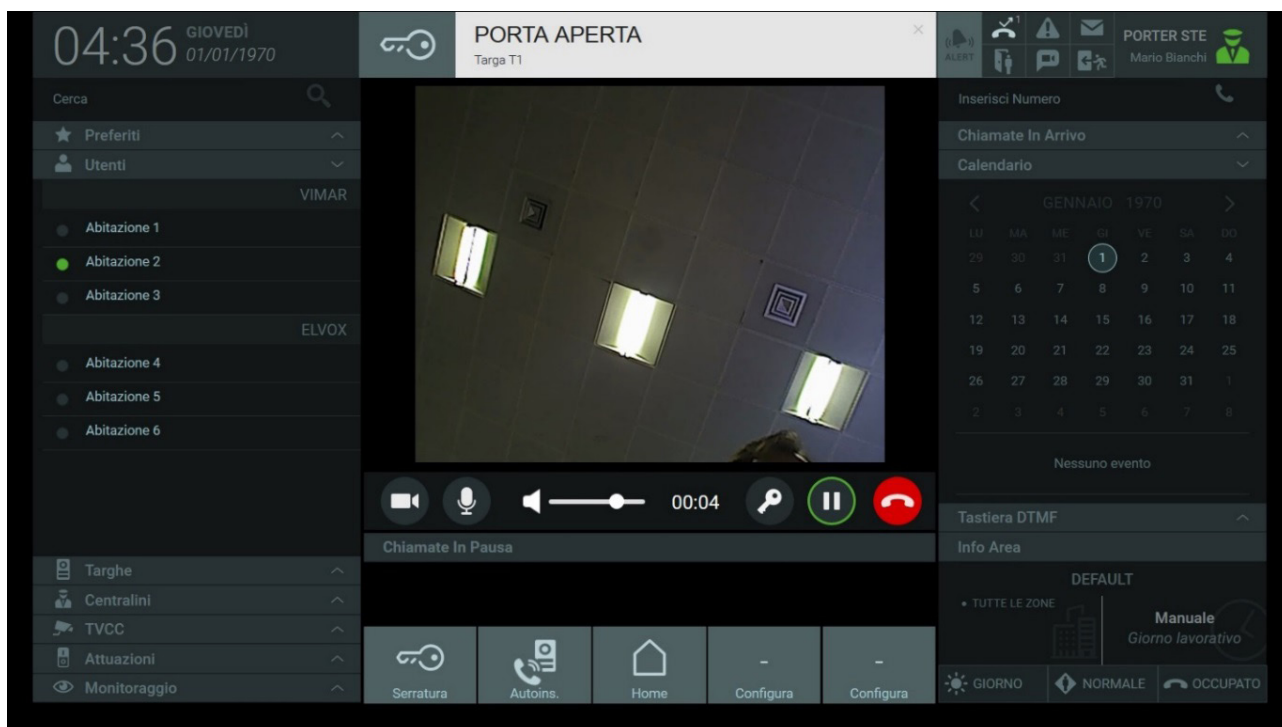 04:36
GIOVEDÌ
01/01/1970
Cerca
Preferiti
Utenti
VIMAR
Abitazione 1
Abitazione 2
Abitazione 3
ELVOX
Abitazione 4
Abitazione 5
Abitazione 6
Targhe
Centralini
TVCC
Attuazioni
Monitoraggio
PORTA APERTA
Targa T1
×
00:04
Chiamate In Pausa
Serratura
Autoins.
Home
-
Configura
-
Configura
ALERT
1
PORTER STE
Mario Bianchi
Inserisci Numero
Chiamate In Arrivo
Calendario
< GENNAIO 1970 >
LU MA ME GI VE SA DO
29 30 31 1 2 3 4
5 6 7 8 9 10 11
12 13 14 15 16 17 18
19 20 21 22 23 24 25
26 27 28 29 30 31 1
2 3 4 5 6 7 8
Nessuno evento
Tastiera DTMF
Info Area
DEFAULT
• TUTTE LE ZONE
Manuale
Giorno lavorativo
GIORNO
NORMALE
OCCUPATO